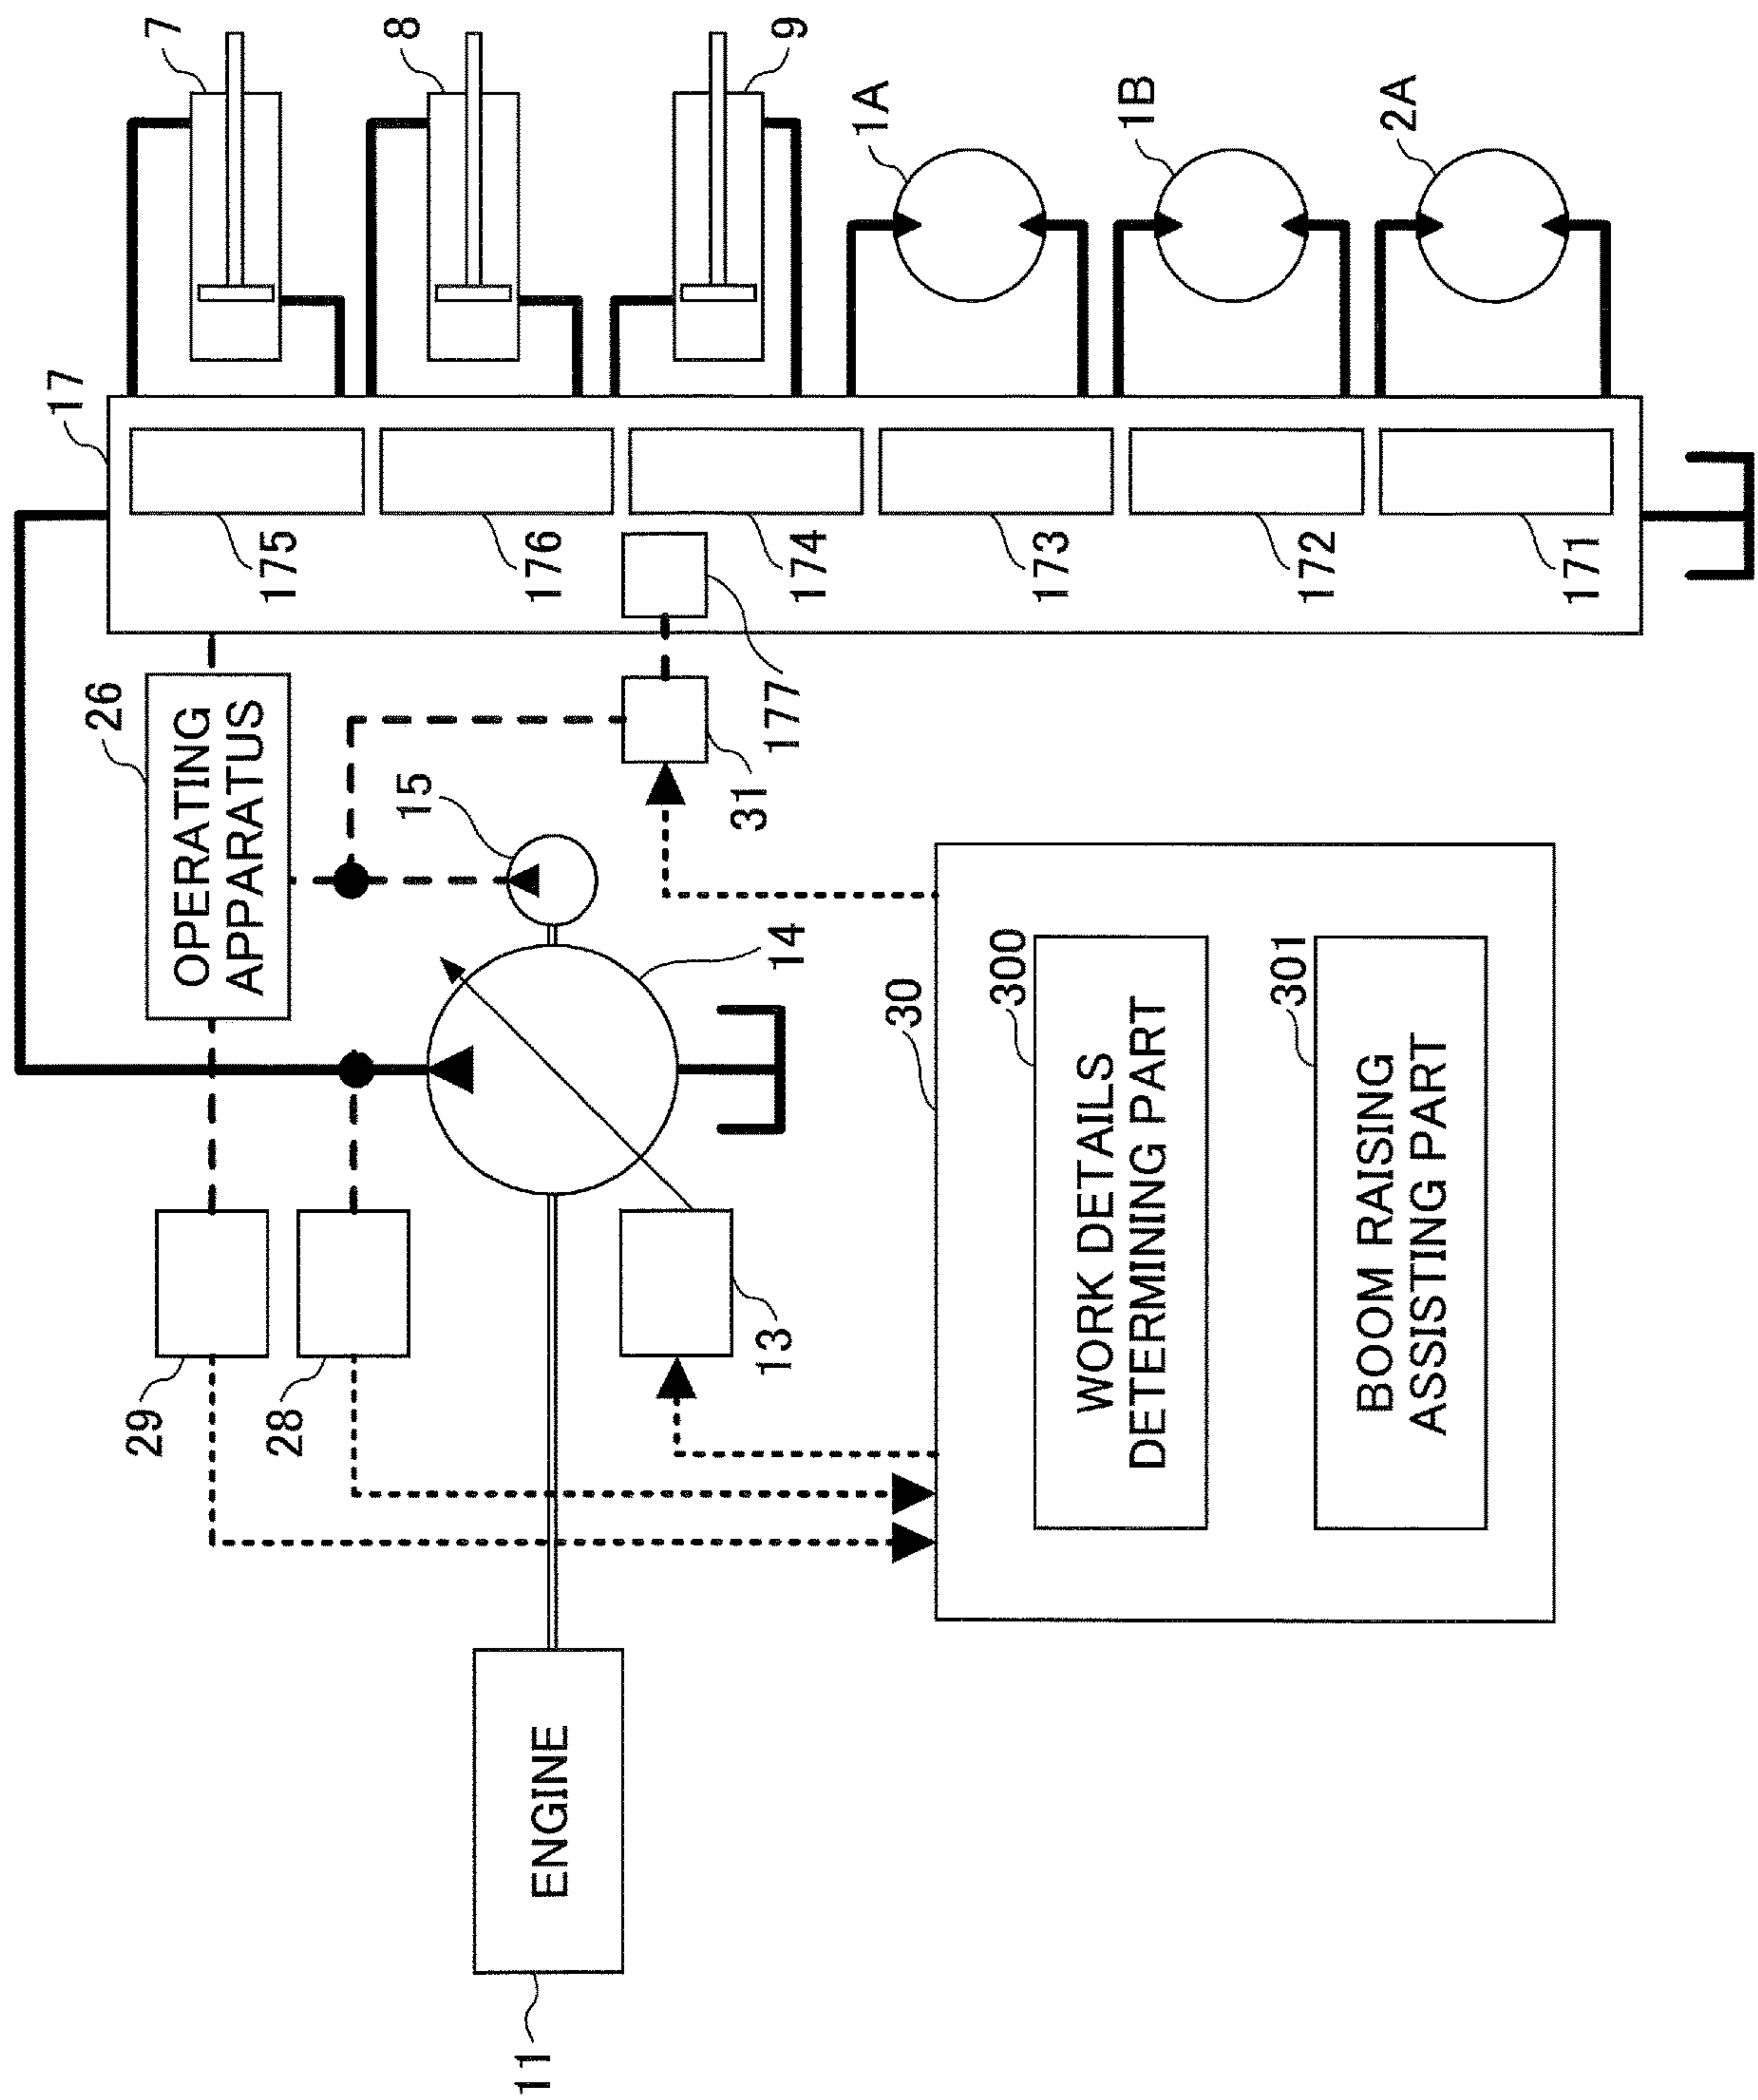 17
26
29
7
OPERATING
APPARATUS
28
175
8
15
11
176
ENGINE
31
13
14
177
9
174
1A
30
300
173
WORK DETAILS
DETERMINING PART
1B
301
172
BOOM RAISING
ASSISTING PART
2A
171